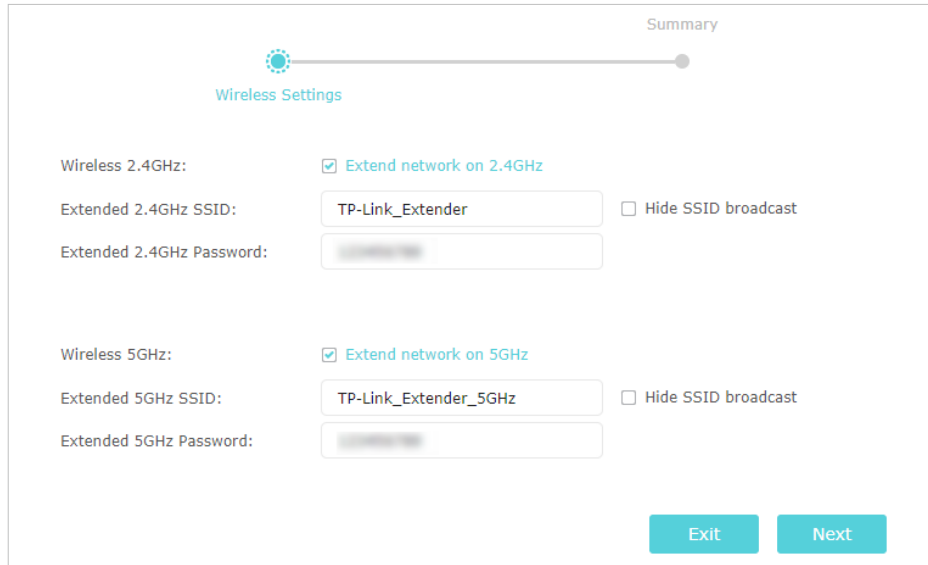 Summary
Wireless Settings
Wireless 2.4GHz: Extend network on 2.4GHz
Extended 2.4GHz SSID: TP-Link_Extender Hide SSID broadcast
Extended 2.4GHz Password:
Wireless 5GHz: Extend network on 5GHz
Extended 5GHz SSID: TP-Link_Extender_5GHz Hide SSID broadcast
Extended 5GHz Password:
Exit Next